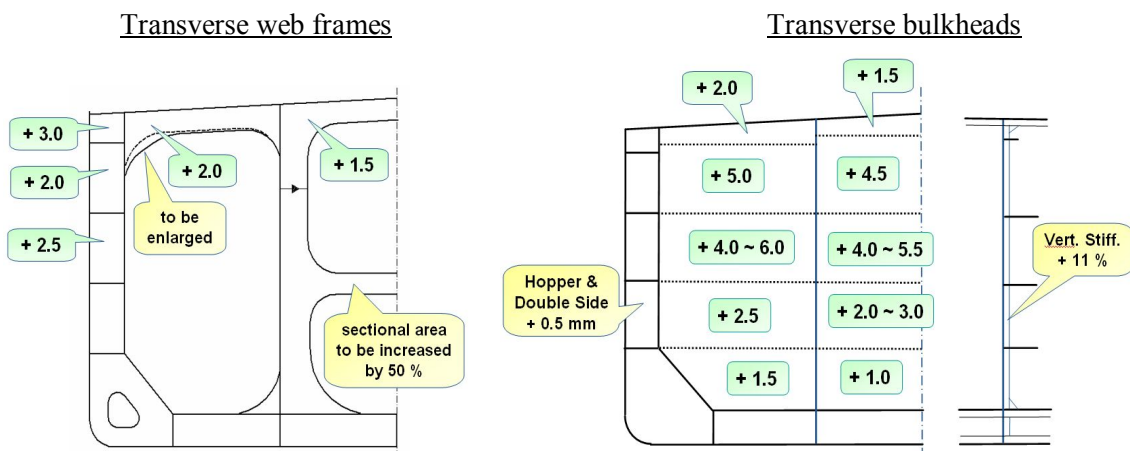 Transverse web frames
+ 3.0
+ 2.0
+ 2.5
+ 2.0
to be
enlarged
+ 1.5
sectional area
to be increased
by 50 %
Transverse bulkheads
+ 2.0
+ 1.5
+ 5.0
+ 4.5
+ 4.0 ~ 6.0
+ 4.0 ~ 5.5
Hopper &
Double Side
+ 0.5 mm
+ 2.5
+ 2.0 ~ 3.0
+ 1.5
+ 1.0
Vert. Stiff.
+ 11 %